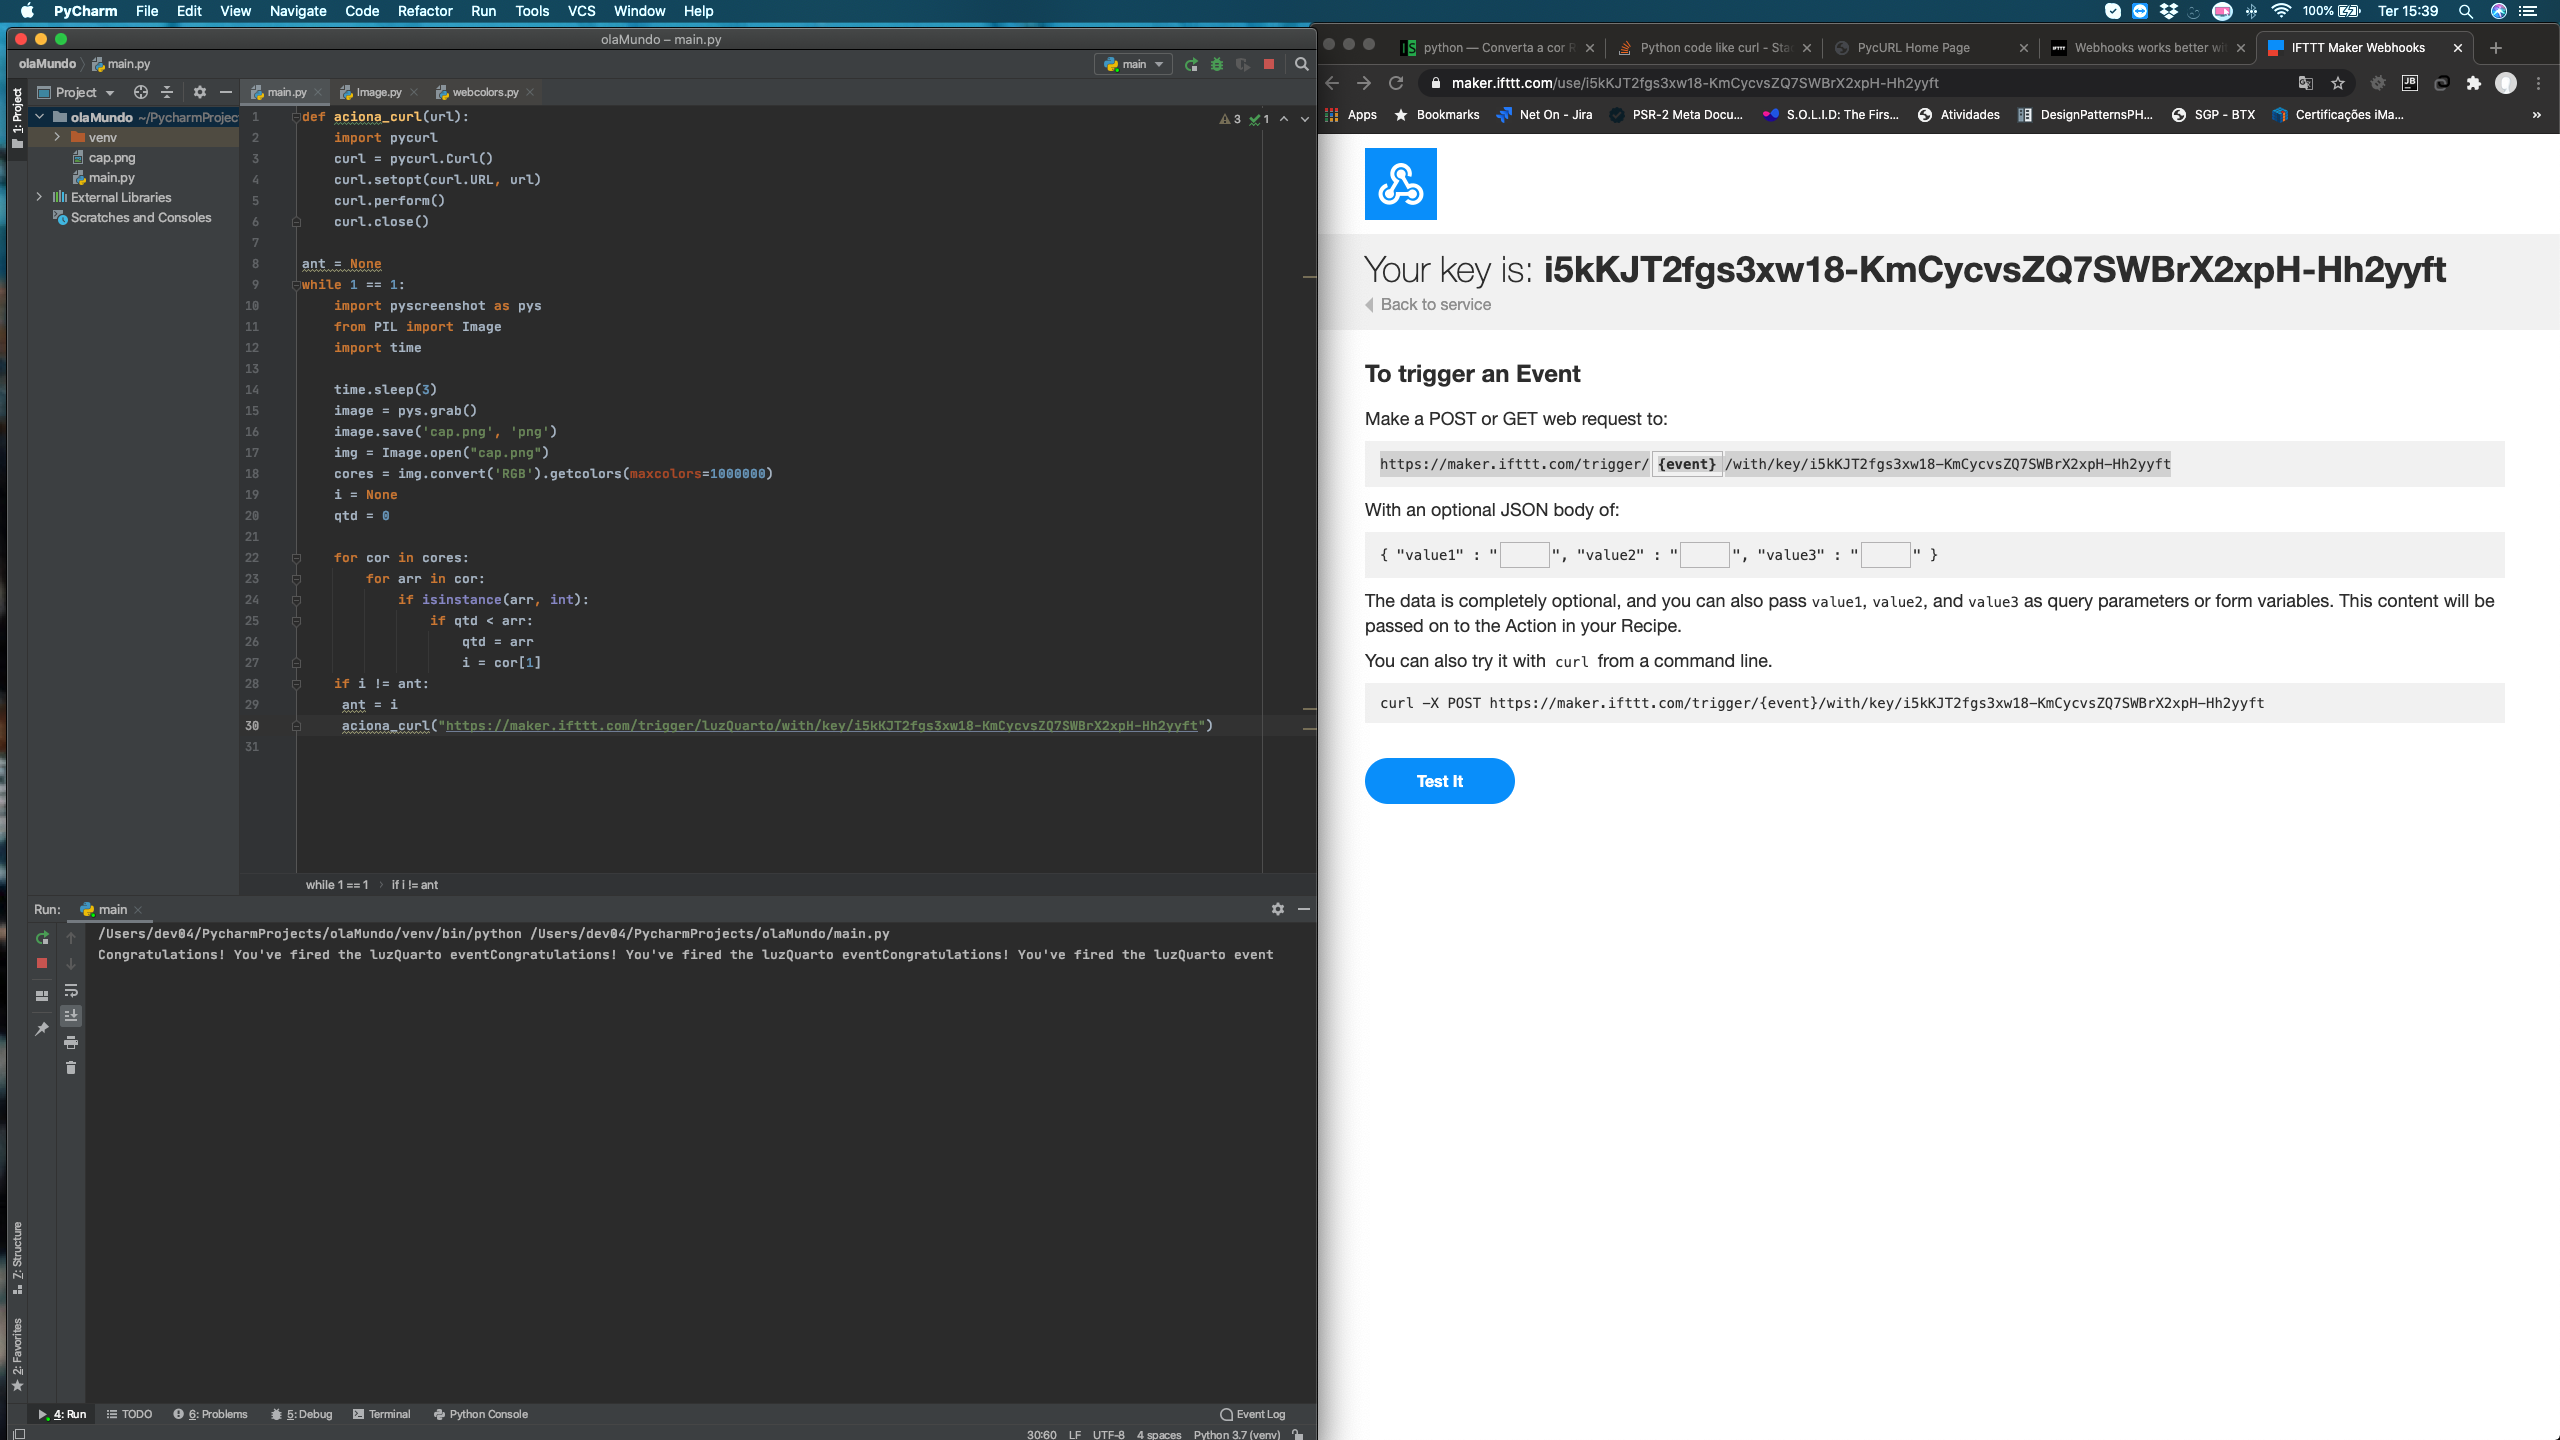 PyCharm File Edit View Navigate Code Refactor Run Tools VCS Window Help
100% Ter 15:39
olaMundo – main.py
olaMundo main.py
main
Project
main.py Image.py webcolors.py
1: Project
olaMundo ~/PycharmProjec
venv
cap.png
main.py
External Libraries
Scratches and Consoles
3 1
1 def aciona_curl(url):
2 import pycurl
3 curl = pycurl.Curl()
4 curl.setopt(curl.URL, url)
5 curl.perform()
6 curl.close()
7
8 ant = None
9 while 1 == 1:
10 import pyscreenshot as pys
11 from PIL import Image
12 import time
13
14 time.sleep(3)
15 image = pys.grab()
16 image.save('cap.png', 'png')
17 img = Image.open("cap.png")
18 cores = img.convert('RGB').getcolors(maxcolors=1000000)
19 i = None
20 qtd = 0
21
22 for cor in cores:
23 for arr in cor:
24 if isinstance(arr, int):
25 if qtd < arr:
26 qtd = arr
27 i = cor[1]
28 if i != ant:
29 ant = i
30 aciona_curl("https://maker.ifttt.com/trigger/luzQuarto/with/key/i5kKJT2fgs3xw18-KmCycvsZQ7SWBrX2xpH-Hh2yyft")
31
while 1 == 1 if i != ant
Run: main
/Users/dev04/PycharmProjects/olaMundo/venv/bin/python /Users/dev04/PycharmProjects/olaMundo/main.py
Congratulations! You've fired the luzQuarto eventCongratulations! You've fired the luzQuarto eventCongratulations! You've fired the luzQuarto event
7: Structure
2: Favorites
4: Run TODO 6: Problems 5: Debug Terminal Python Console Event Log
30:60 LF UTF-8 4 spaces Python 3.7 (venv)
python — Converta a cor R Python code like curl - Stac PycURL Home Page Webhooks works better wi IFTTT Maker Webhooks
maker.ifttt.com/use/i5kKJT2fgs3xw18-KmCycvsZQ7SWBrX2xpH-Hh2yyft
JB
Apps Bookmarks Net On - Jira PSR-2 Meta Docu... S.O.L.I.D: The Firs... Atividades DesignPatternsPH... SGP - BTX Certificações iMa... »
Your key is: i5kKJT2fgs3xw18-KmCycvsZQ7SWBrX2xpH-Hh2yyft
Back to service
To trigger an Event
Make a POST or GET web request to:
https://maker.ifttt.com/trigger/ {event} /with/key/i5kKJT2fgs3xw18-KmCycvsZQ7SWBrX2xpH-Hh2yyft
With an optional JSON body of:
{ "value1" : " ", "value2" : " ", "value3" : " " }
The data is completely optional, and you can also pass value1, value2, and value3 as query parameters or form variables. This content will be
passed on to the Action in your Recipe.
You can also try it with curl from a command line.
curl -X POST https://maker.ifttt.com/trigger/{event}/with/key/i5kKJT2fgs3xw18-KmCycvsZQ7SWBrX2xpH-Hh2yyft
Test It